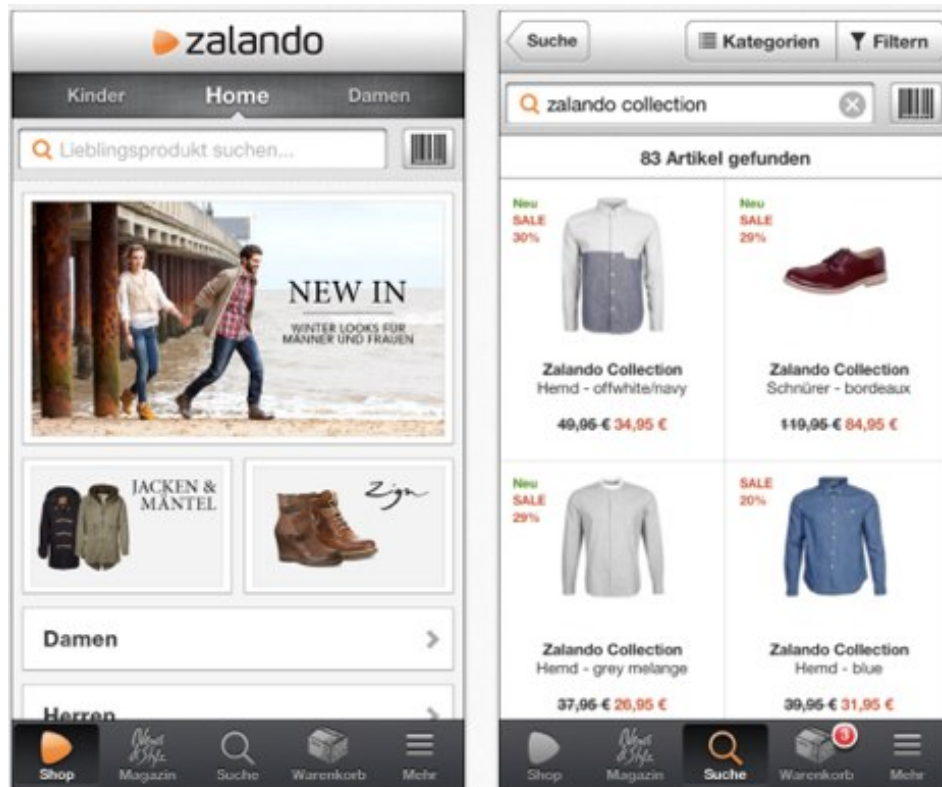 zalando
Kinder Home Damen
Lieblingsprodukt suchen...
NEW IN
WINTER LOOKS FÜR
MÄNNER UND FRAUEN
JACKEN &
MÄNTEL
Zign
Damen
Herren
Shop Magazin Suche Warenkorb Mehr
Suche Kategorien Filtern
zalando collection
83 Artikel gefunden
Neu
SALE
30%
Zalando Collection
Hemd - offwhite/navy
49,95 € 34,95 €
Neu
SALE
29%
Zalando Collection
Schnürer - bordeaux
119,95 € 84,95 €
Neu
SALE
29%
Zalando Collection
Hemd - grey melange
37,95 € 26,95 €
SALE
20%
Zalando Collection
Hemd - blue
39,95 € 31,95 €
3
Shop Magazin Suche Warenkorb Mehr